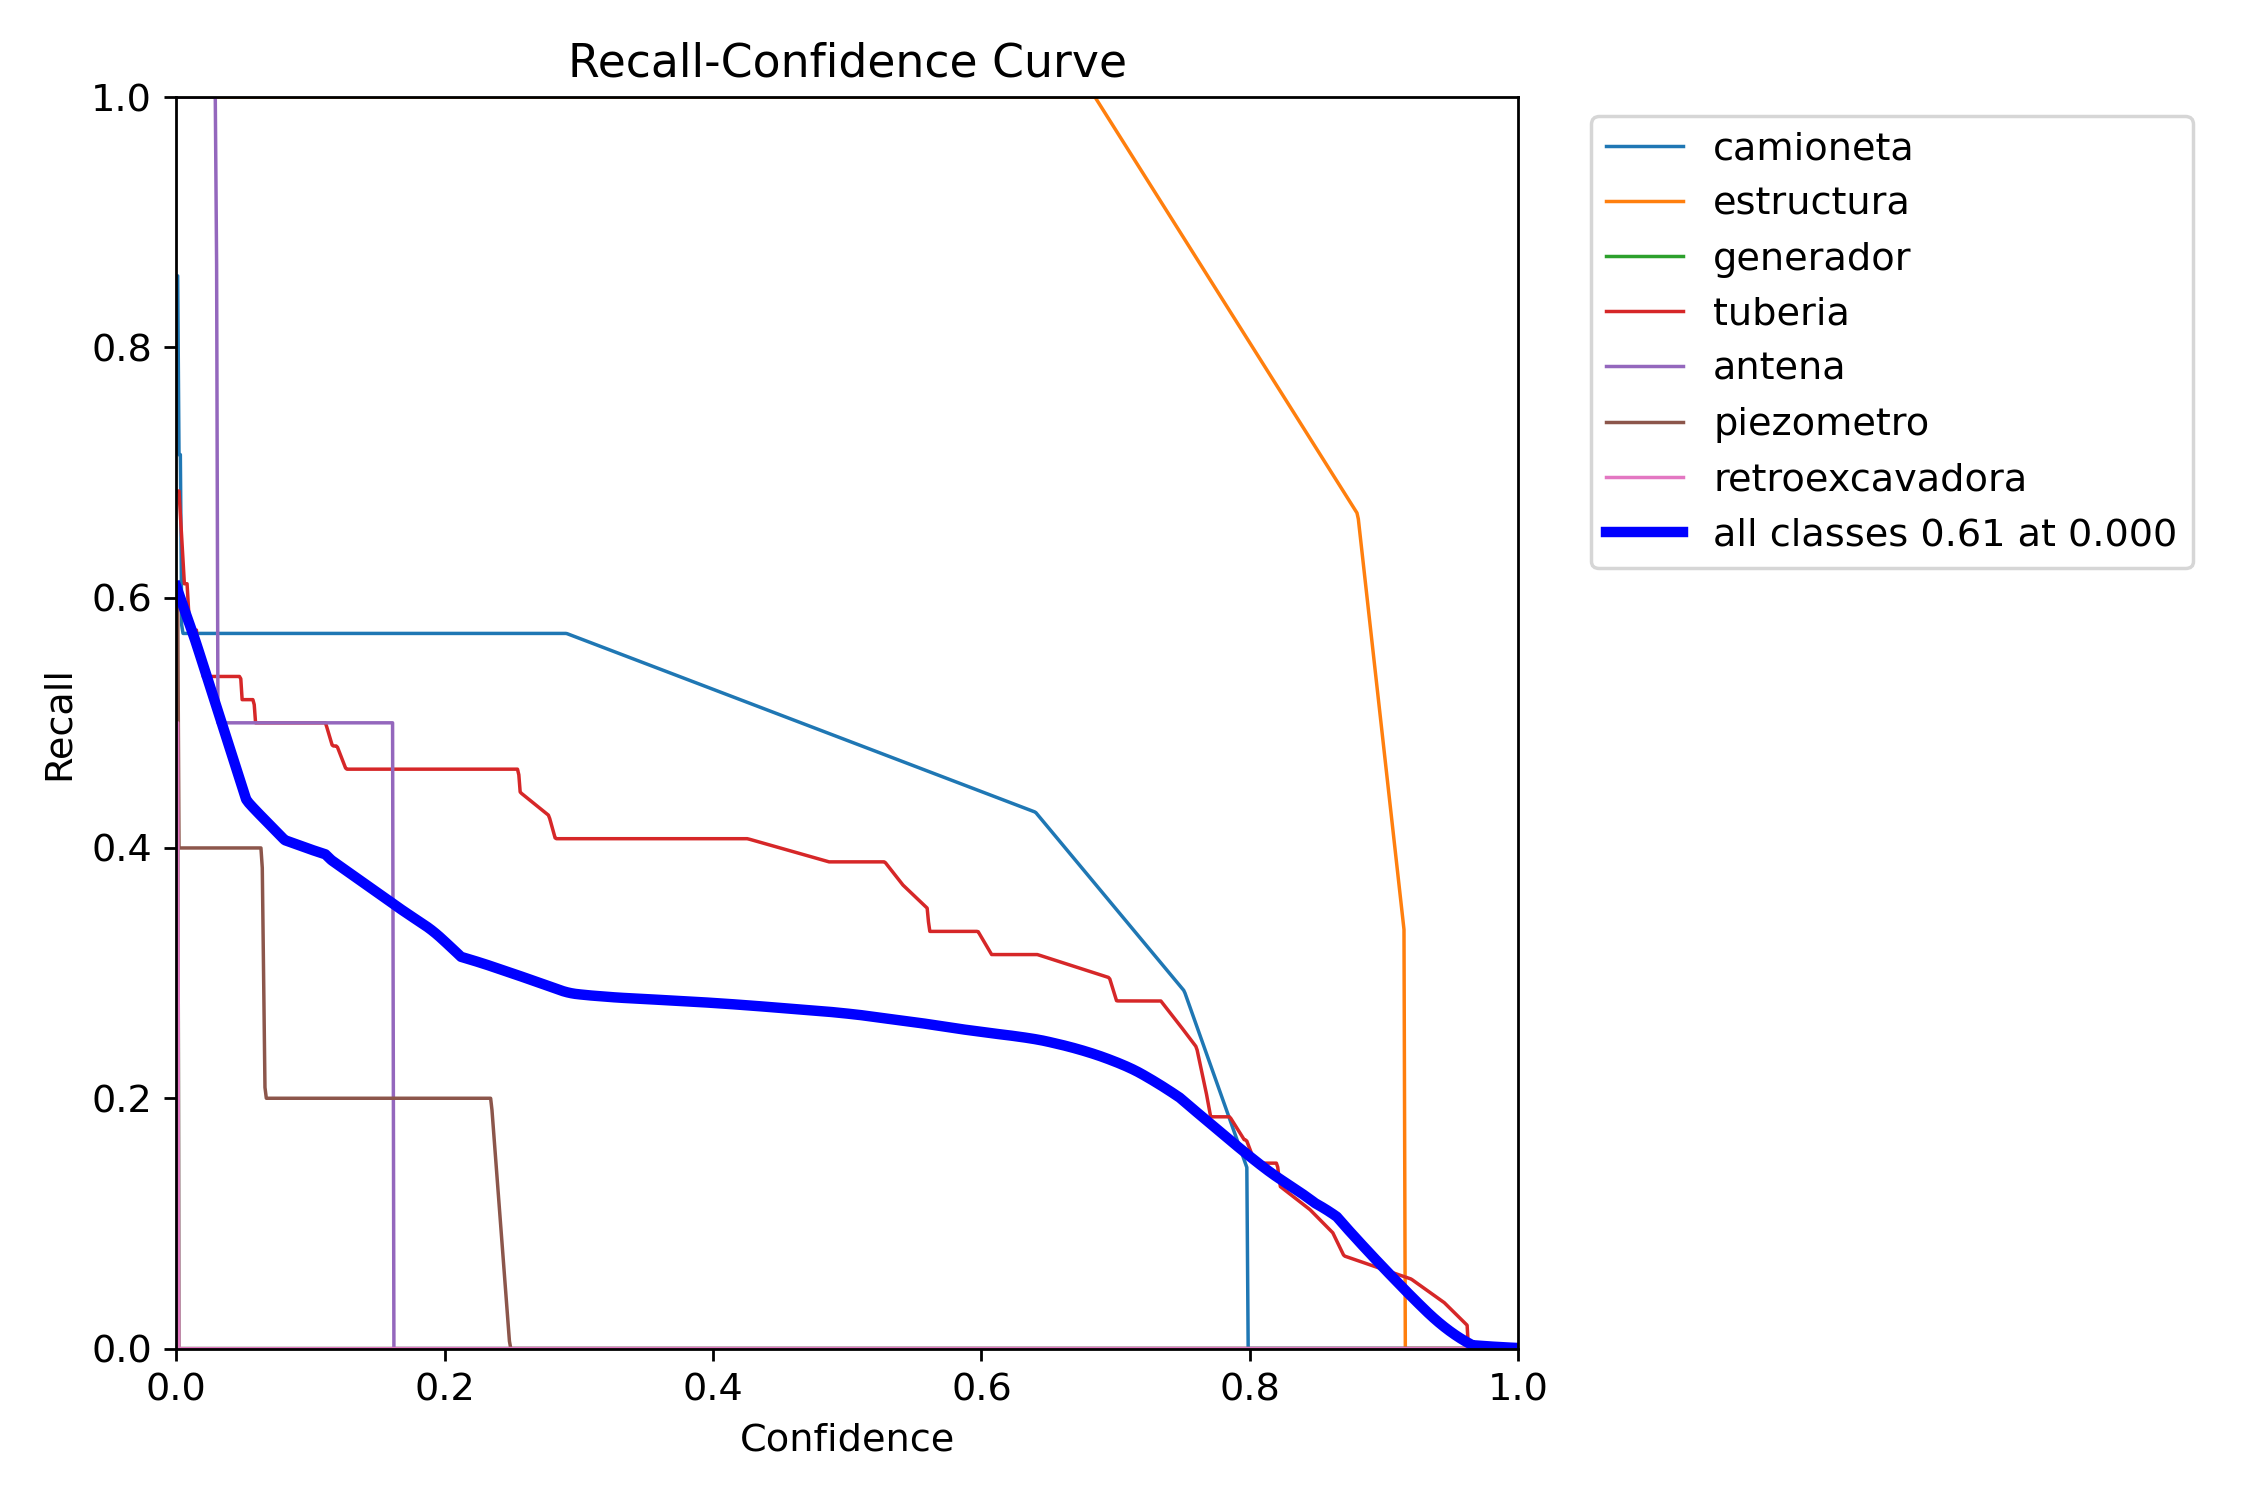 Recall-Confidence Curve
1.0
0.8
0.6
0.4
0.2
0.0
Recall
0.0 0.2 0.4 0.6 0.8 1.0
Confidence
camioneta
estructura
generador
tuberia
antena
piezometro
retroexcavadora
all classes 0.61 at 0.000